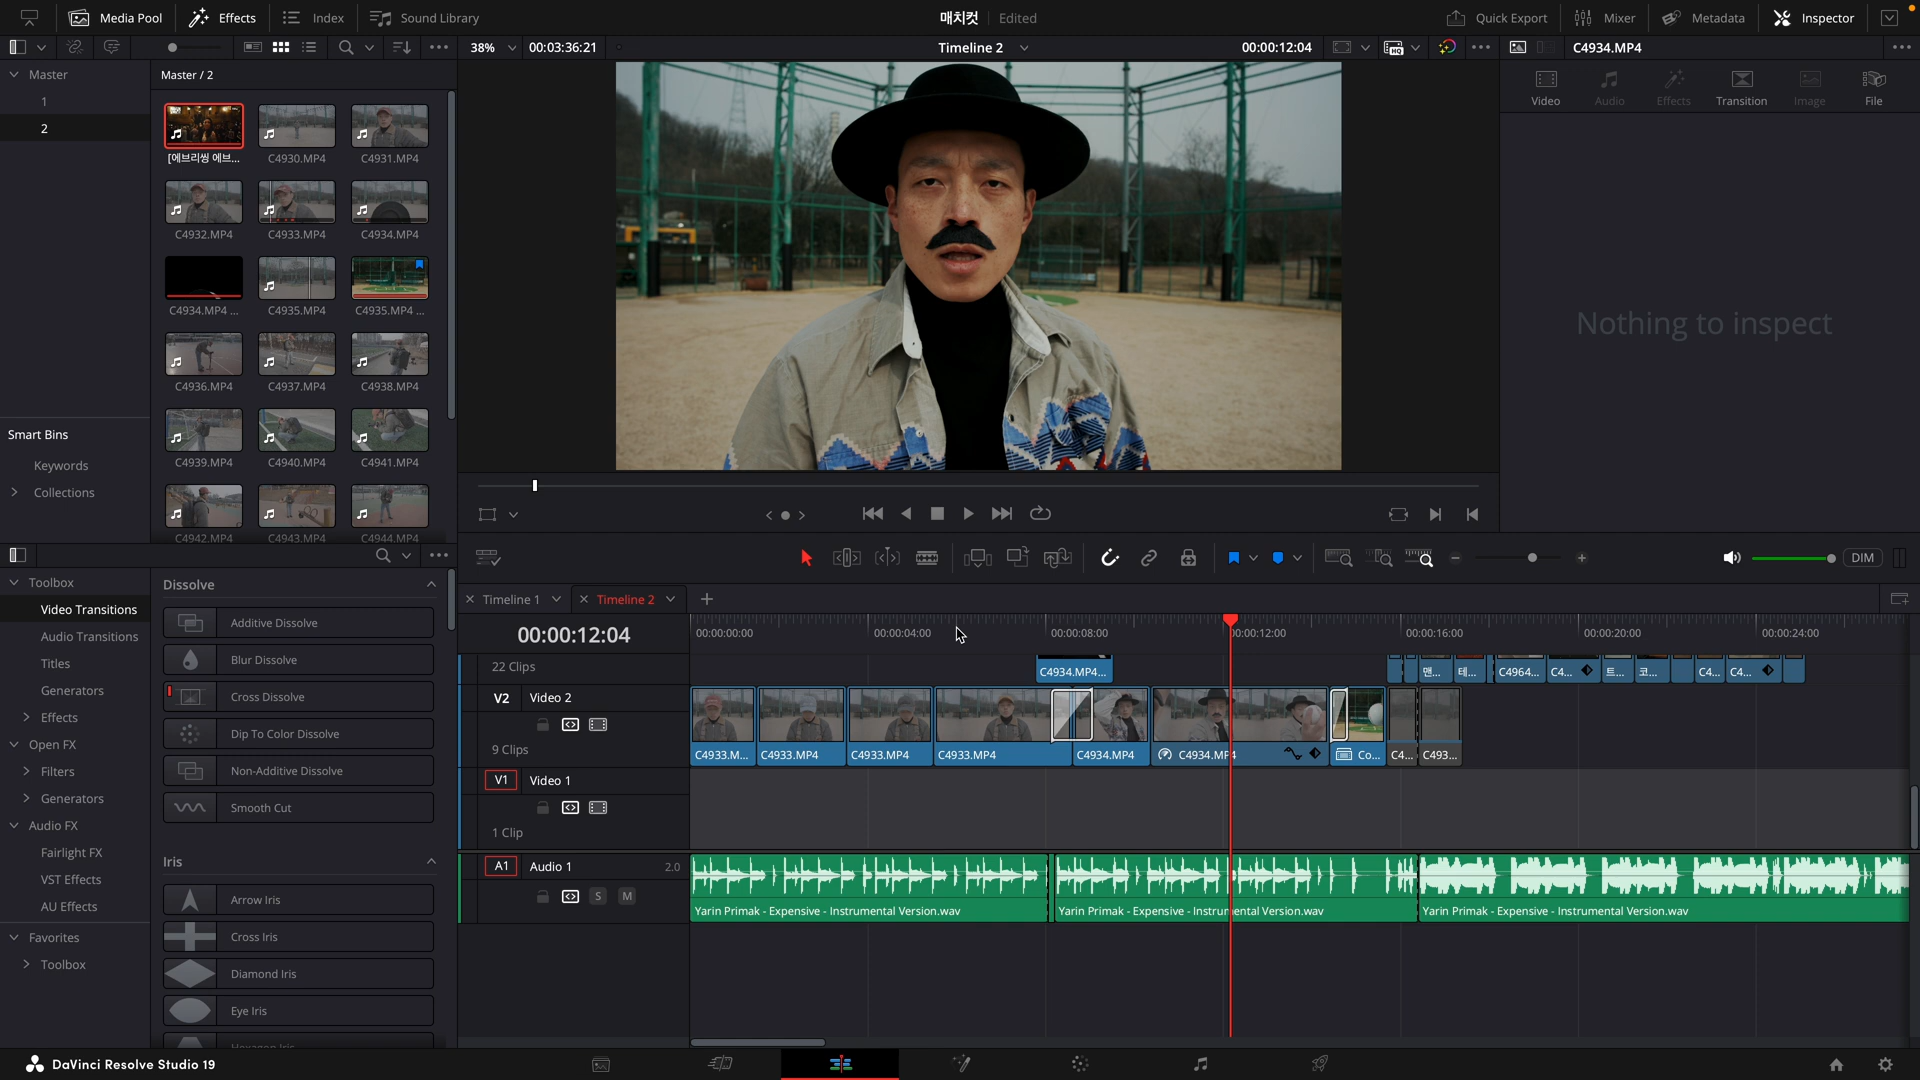 Media Pool
Effects
Index
Sound Library
매치컷
Edited
Quick Export
Mixer
Metadata
Inspector
38%
00:03:36:21
Timeline 2
00:00:12:04
C4934.MP4
Master
1
2
Master / 2
[에브리씽 에브...
C4930.MP4
C4931.MP4
C4932.MP4
C4933.MP4
C4934.MP4
C4934.MP4 ...
C4935.MP4
C4935.MP4 ...
C4936.MP4
C4937.MP4
C4938.MP4
C4939.MP4
C4940.MP4
C4941.MP4
C4942.MP4
C4943.MP4
C4944.MP4
Smart Bins
Keywords
Collections
Video
Audio
Effects
Transition
Image
File
Nothing to inspect
DIM
Toolbox
Video Transitions
Audio Transitions
Titles
Generators
Effects
Open FX
Filters
Generators
Audio FX
Fairlight FX
VST Effects
AU Effects
Favorites
Toolbox
Dissolve
Additive Dissolve
Blur Dissolve
Cross Dissolve
Dip To Color Dissolve
Non-Additive Dissolve
Smooth Cut
Iris
Arrow Iris
Cross Iris
Diamond Iris
Eye Iris
Hexagon Iris
Timeline 1
Timeline 2
00:00:12:04
00:00:00:00
00:00:04:00
00:00:08:00
00:00:12:00
00:00:16:00
00:00:20:00
00:00:24:00
22 Clips
C4934.MP4...
맨...
테...
C4964...
C4...
트...
코...
C4...
C4...
V2
Video 2
9 Clips
C4933.M...
C4933.MP4
C4933.MP4
C4933.MP4
C4934.MP4
C4934.MP4
Co...
C4...
C493...
V1
Video 1
1 Clip
A1
Audio 1
2.0
S
M
Yarin Primak - Expensive - Instrumental Version.wav
Yarin Primak - Expensive - Instrumental Version.wav
Yarin Primak - Expensive - Instrumental Version.wav
DaVinci Resolve Studio 19